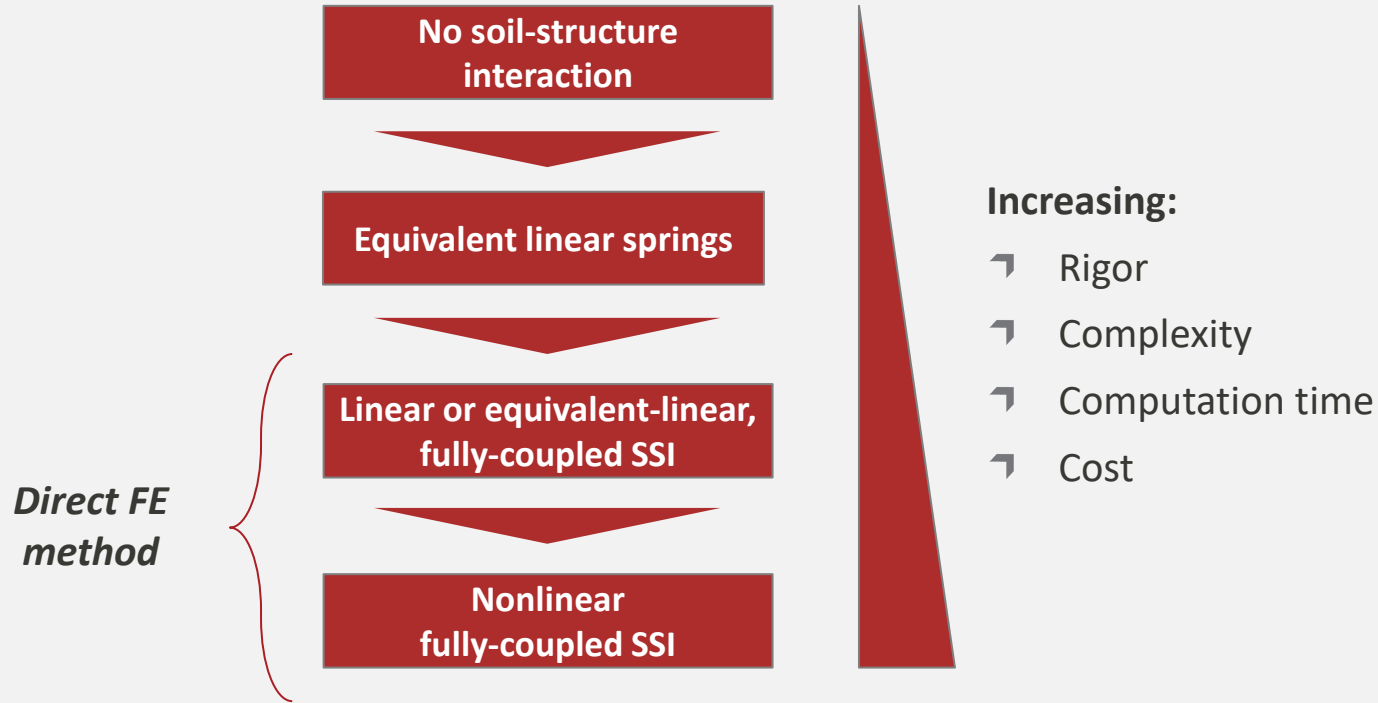 No soil-structure
interaction
Equivalent linear springs
Linear or equivalent-linear,
fully-coupled SSI
Nonlinear
fully-coupled SSI
Direct FE
method
Increasing:
Rigor
Complexity
Computation time
Cost